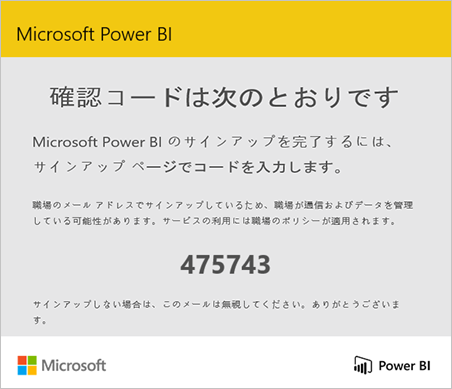 Microsoft Power BI
確認コードは次のとおりです
Microsoft Power BI のサインアップを完了するには、
サインアップ ページでコードを入力します。
職場のメール アドレスでサインアップしているため、職場が通信およびデータを管理
している可能性があります。サービスの利用には職場のポリシーが適用されます。
475743
サインアップしない場合は、このメールは無視してください。ありがとうございま
す。
Microsoft
Power BI